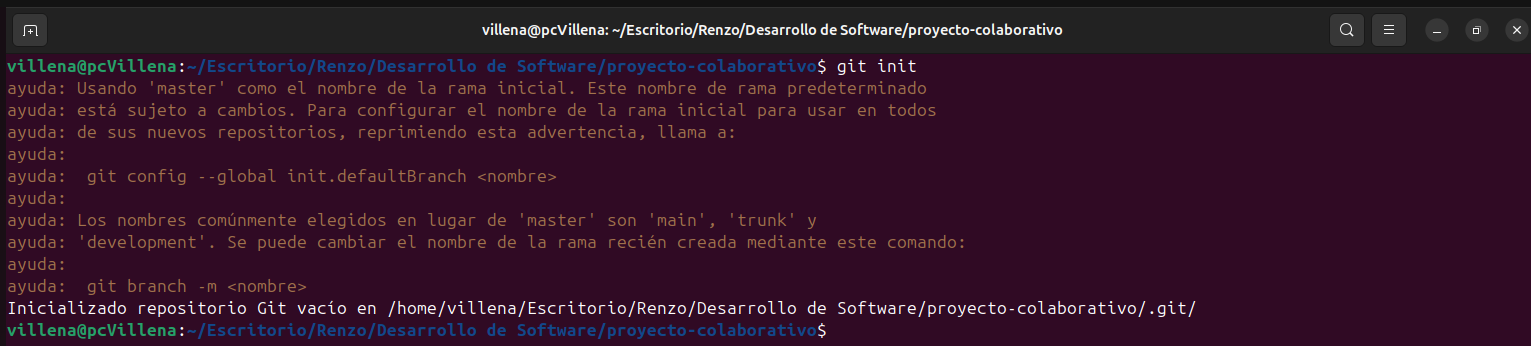 villena@pcVillena: ~/Escritorio/Renzo/Desarrollo de Software/proyecto-colaborativo
villena@pcVillena:~/Escritorio/Renzo/Desarrollo de Software/proyecto-colaborativo$ git init
ayuda: Usando 'master' como el nombre de la rama inicial. Este nombre de rama predeterminado
ayuda: está sujeto a cambios. Para configurar el nombre de la rama inicial para usar en todos
ayuda: de sus nuevos repositorios, reprimiendo esta advertencia, llama a:
ayuda:
ayuda:  git config --global init.defaultBranch <nombre>
ayuda:
ayuda: Los nombres comúnmente elegidos en lugar de 'master' son 'main', 'trunk' y
ayuda: 'development'. Se puede cambiar el nombre de la rama recién creada mediante este comando:
ayuda:
ayuda:  git branch -m <nombre>
Inicializado repositorio Git vacío en /home/villena/Escritorio/Renzo/Desarrollo de Software/proyecto-colaborativo/.git/
villena@pcVillena:~/Escritorio/Renzo/Desarrollo de Software/proyecto-colaborativo$